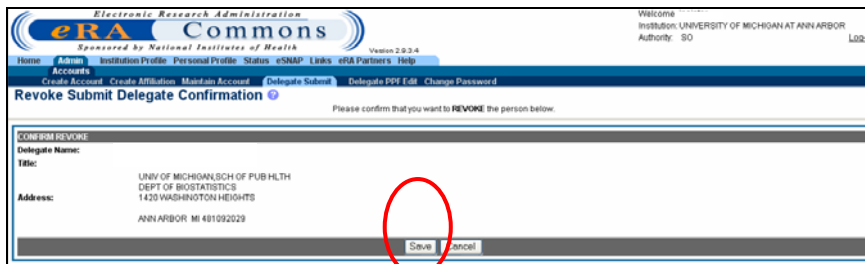 Electronic Research Administration
eRA Commons
Sponsored by National Institutes of Health
Version 2.9.3.4
Welcome
Institution: UNIVERSITY OF MICHIGAN AT ANN ARBOR
Authority: SO
Log-
Home Admin Institution Profile Personal Profile Status eSNAP Links eRA Partners Help
Accounts
Create Account Create Affiliation Maintain Account Delegate Submit Delegate PPF Edit Change Password
Revoke Submit Delegate Confirmation ?
Please confirm that you want to REVOKE the person below.
CONFIRM REVOKE
Delegate Name:
Title:
UNIV OF MICHIGAN,SCH OF PUB HLTH
DEPT OF BIOSTATISTICS
Address: 1420 WASHINGTON HEIGHTS
ANN ARBOR MI 481092029
Save Cancel